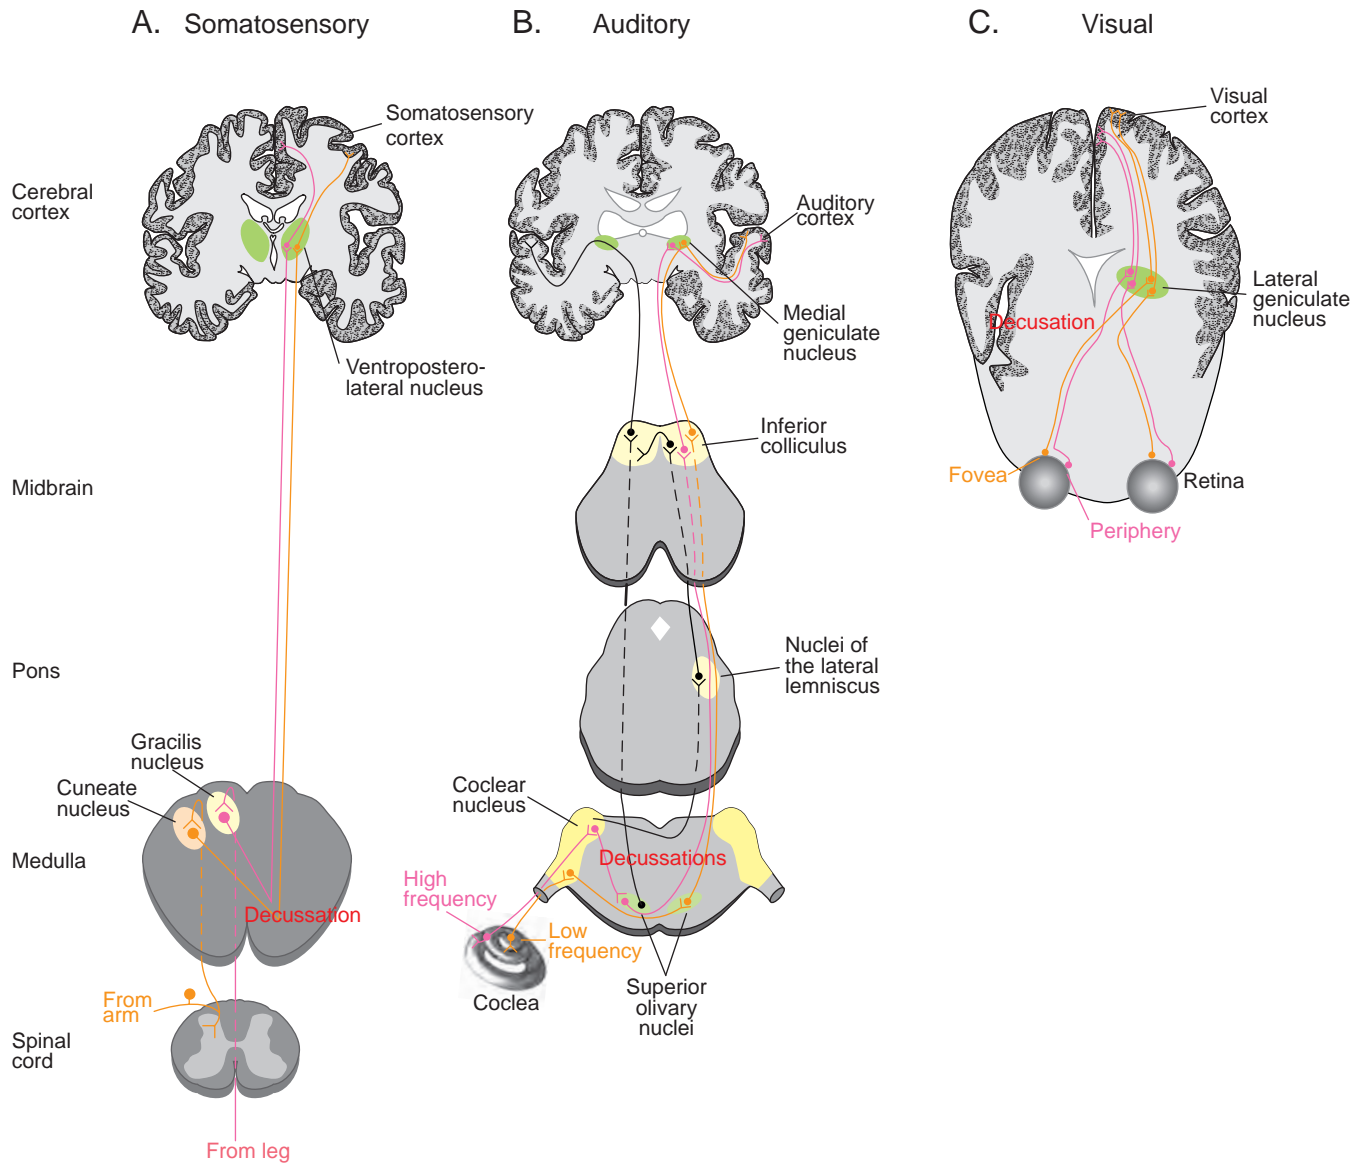 A. Somatosensory
B. Auditory
C. Visual
Somatosensory
cortex
Cerebral
cortex
Ventropostero-
lateral nucleus
Auditory
cortex
Medial
geniculate
nucleus
Visual
cortex
Lateral
geniculate
nucleus
Decusation
Fovea
Retina
Periphery
Inferior
colliculus
Midbrain
Pons
Nuclei of
the lateral
lemniscus
Gracilis
nucleus
Cuneate
nucleus
Medulla
Decussation
Coclear
nucleus
Decussations
High
frequency
Low
frequency
Coclea
Superior
olivary
nuclei
From
arm
Spinal
cord
From leg